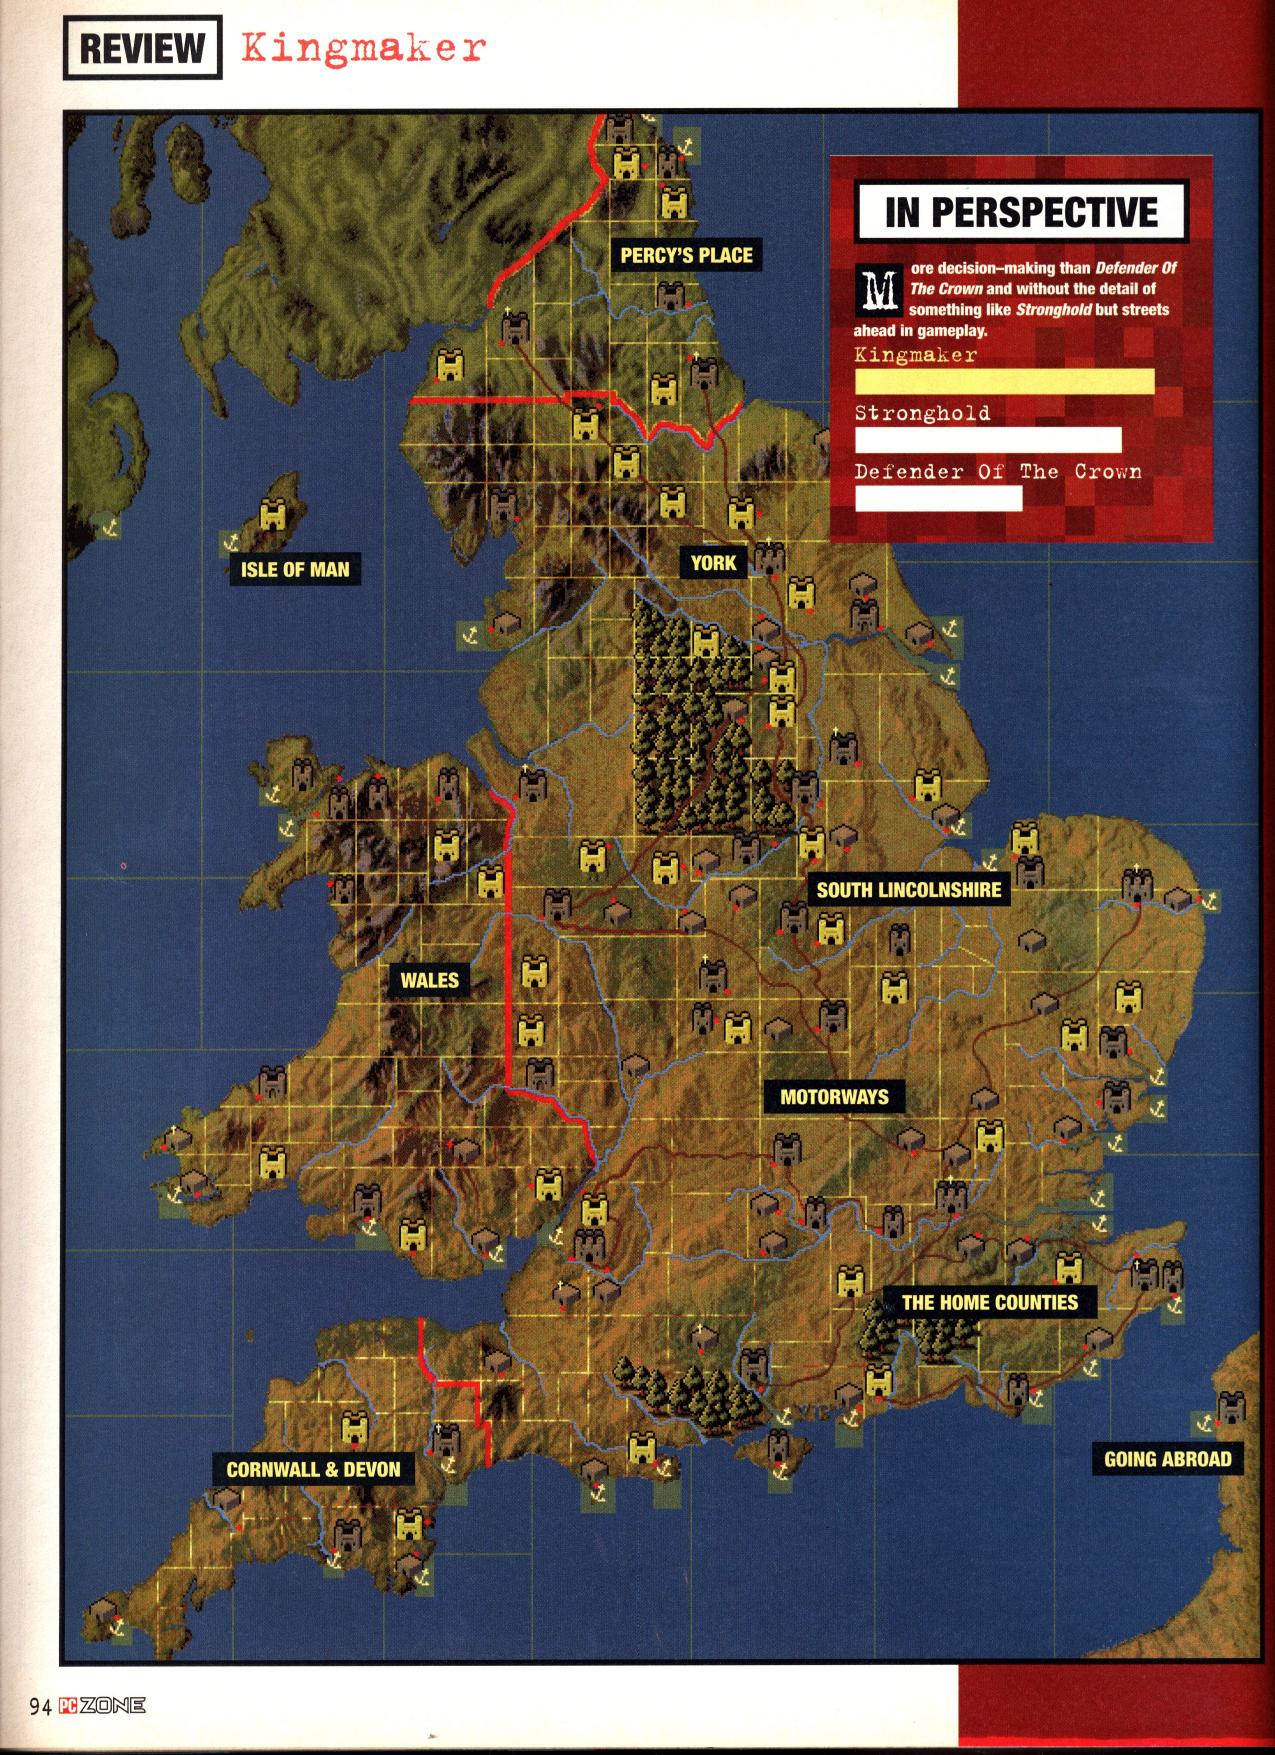 REVIEW Kingmaker
IN PERSPECTIVE
More decision–making than Defender Of
The Crown and without the detail of
something like Stronghold but streets
ahead in gameplay.
Kingmaker
Stronghold
Defender Of The Crown
PERCY'S PLACE
ISLE OF MAN
YORK
SOUTH LINCOLNSHIRE
WALES
MOTORWAYS
THE HOME COUNTIES
GOING ABROAD
CORNWALL & DEVON
94 PC ZONE